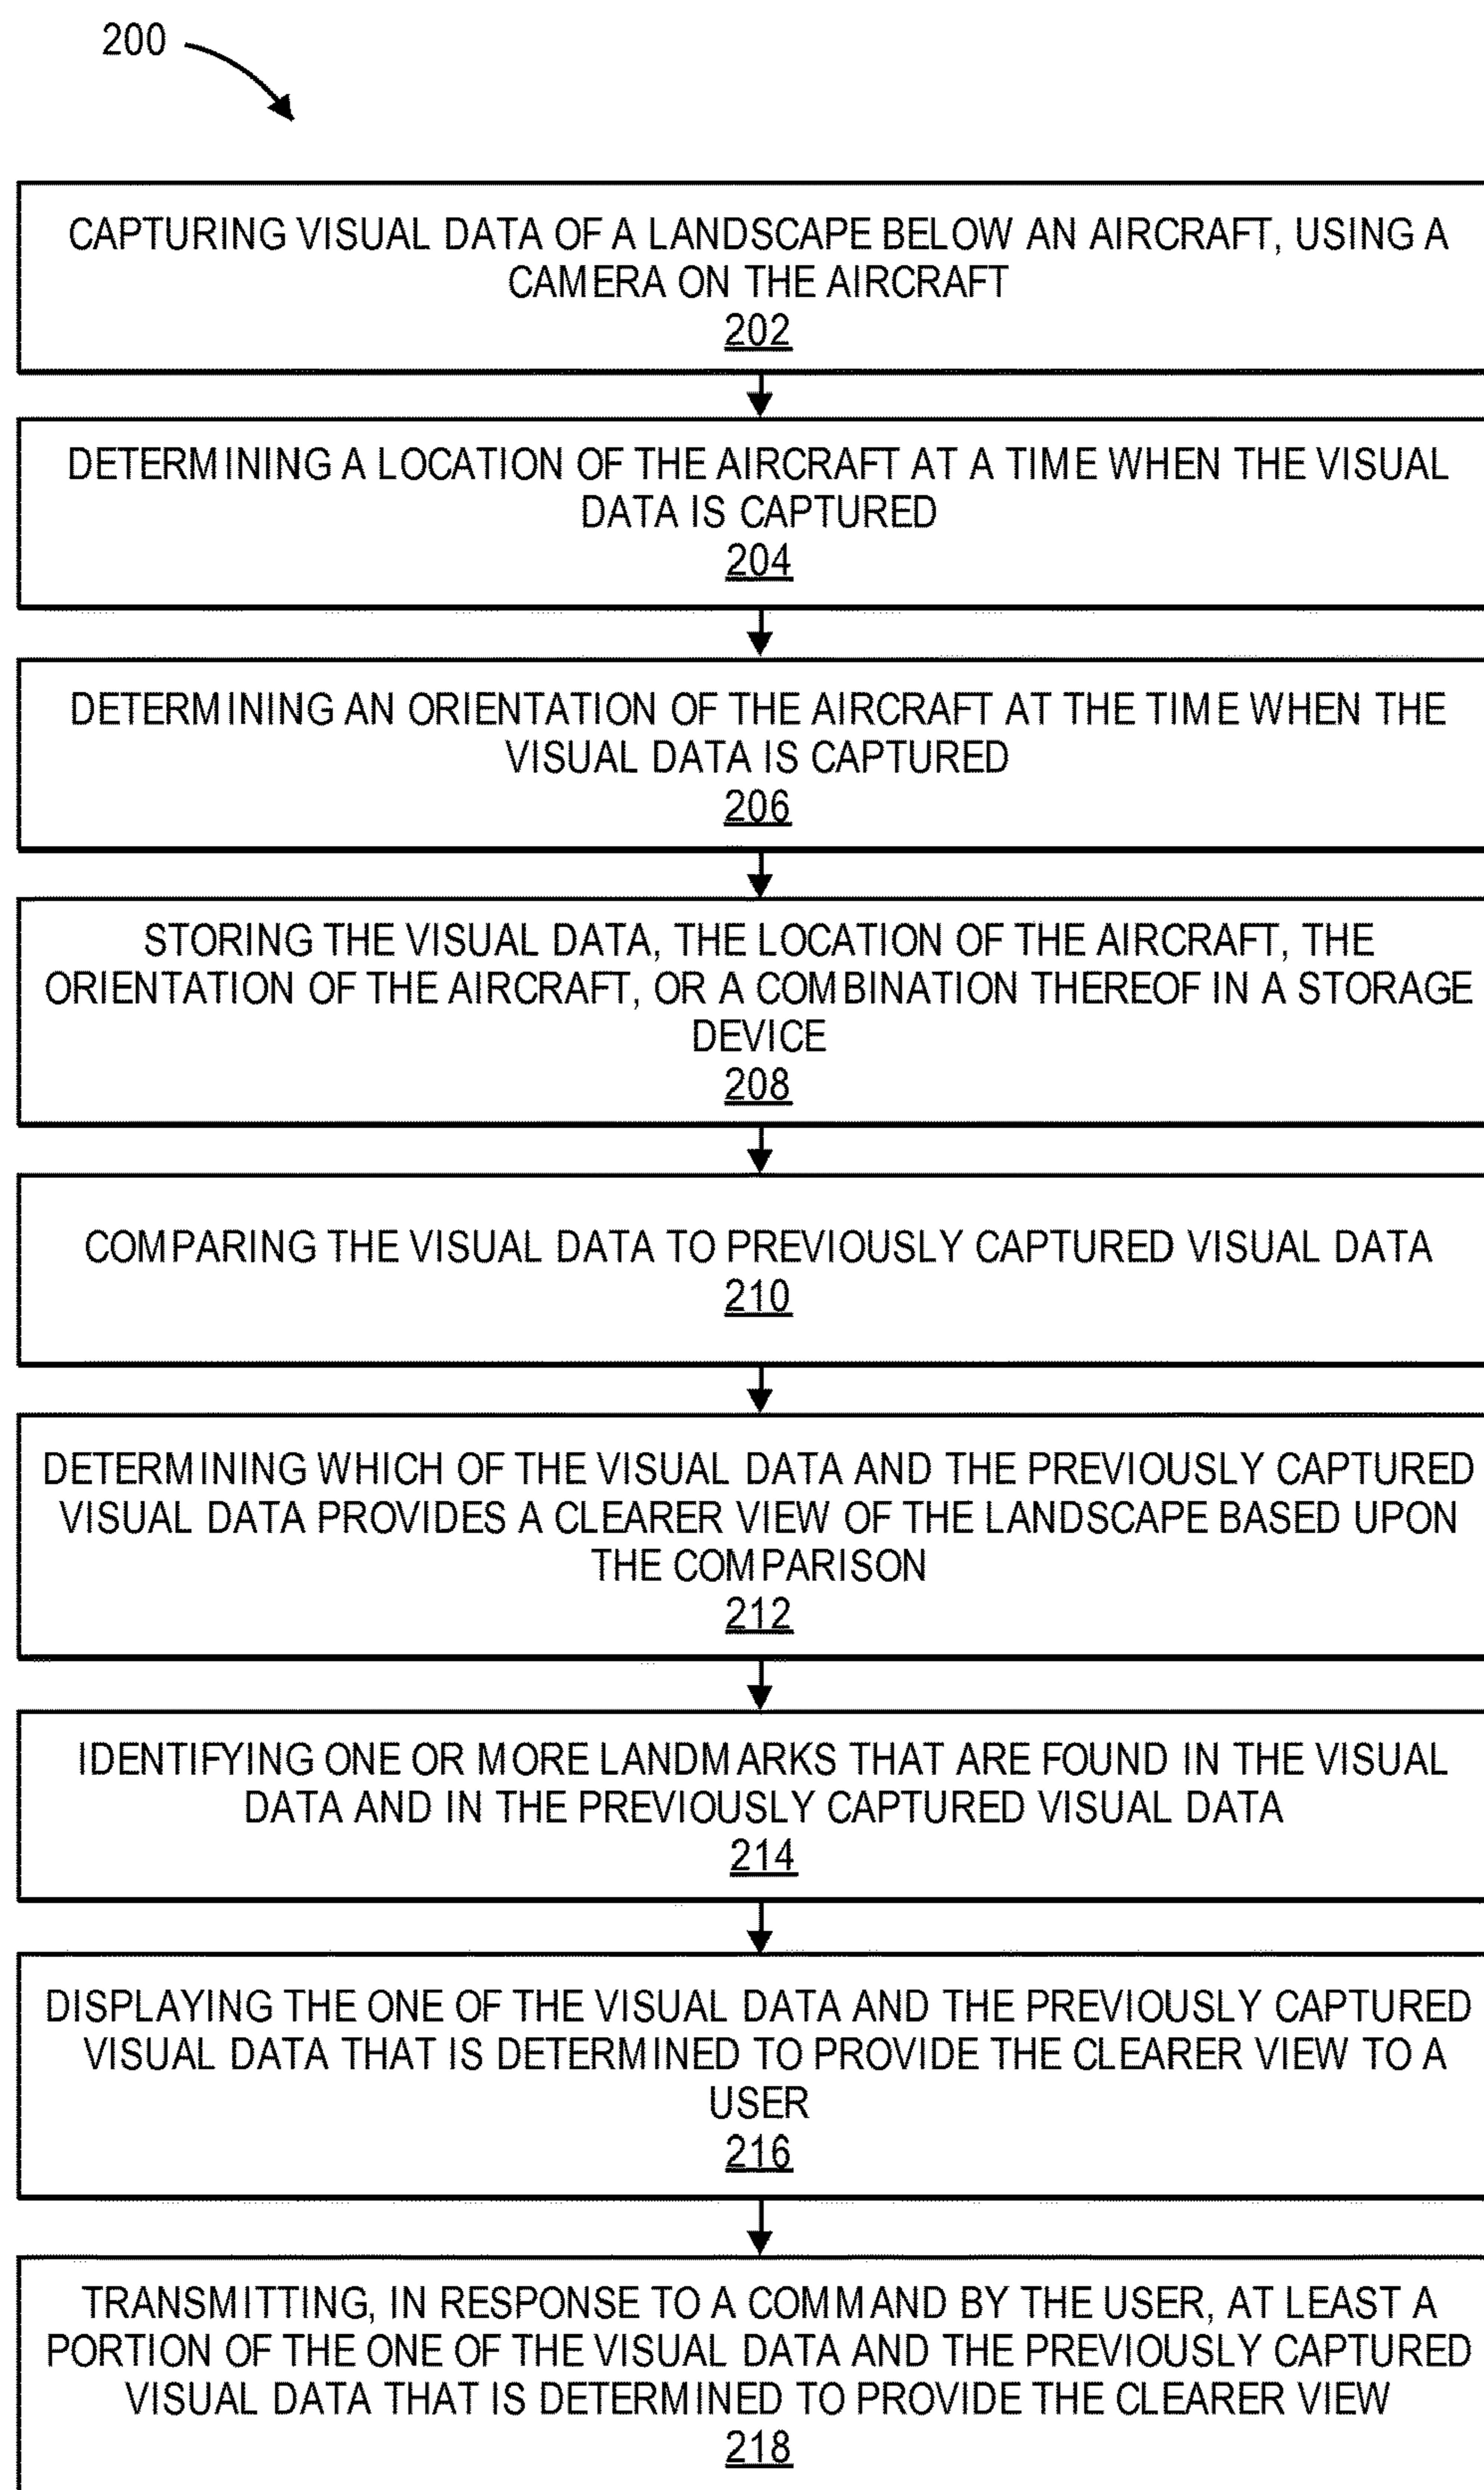 200
CAPTURING VISUAL DATA OF A LANDSCAPE BELOW AN AIRCRAFT, USING A
CAMERA ON THE AIRCRAFT
202
DETERMINING A LOCATION OF THE AIRCRAFT AT A TIME WHEN THE VISUAL
DATA IS CAPTURED
204
DETERMINING AN ORIENTATION OF THE AIRCRAFT AT THE TIME WHEN THE
VISUAL DATA IS CAPTURED
206
STORING THE VISUAL DATA, THE LOCATION OF THE AIRCRAFT, THE
ORIENTATION OF THE AIRCRAFT, OR A COMBINATION THEREOF IN A STORAGE
DEVICE
208
COMPARING THE VISUAL DATA TO PREVIOUSLY CAPTURED VISUAL DATA
210
DETERMINING WHICH OF THE VISUAL DATA AND THE PREVIOUSLY CAPTURED
VISUAL DATA PROVIDES A CLEARER VIEW OF THE LANDSCAPE BASED UPON
THE COMPARISON
212
IDENTIFYING ONE OR MORE LANDMARKS THAT ARE FOUND IN THE VISUAL
DATA AND IN THE PREVIOUSLY CAPTURED VISUAL DATA
214
DISPLAYING THE ONE OF THE VISUAL DATA AND THE PREVIOUSLY CAPTURED
VISUAL DATA THAT IS DETERMINED TO PROVIDE THE CLEARER VIEW TO A
USER
216
TRANSMITTING, IN RESPONSE TO A COMMAND BY THE USER, AT LEAST A
PORTION OF THE ONE OF THE VISUAL DATA AND THE PREVIOUSLY CAPTURED
VISUAL DATA THAT IS DETERMINED TO PROVIDE THE CLEARER VIEW
218